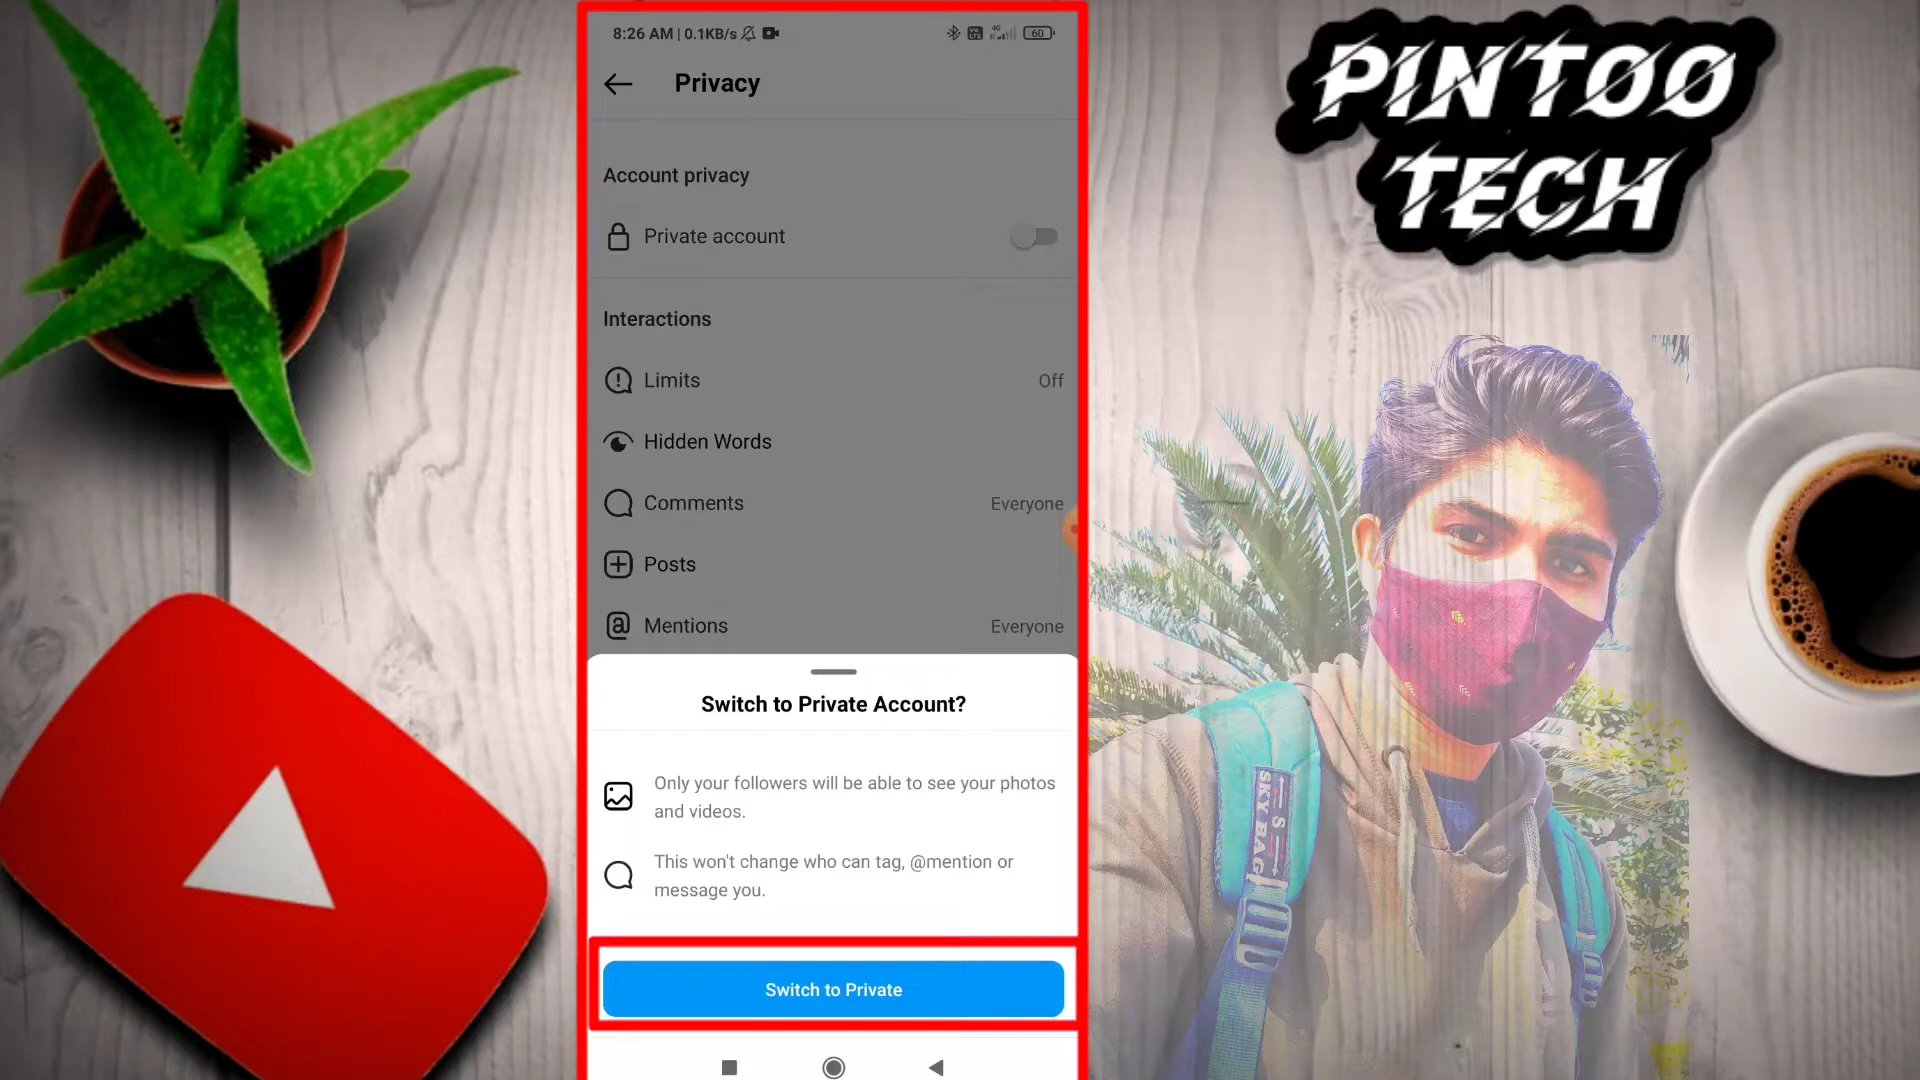 8:26 AM | 0.1KB/s
4G
60
Privacy
Account privacy
Private account
Interactions
Limits
Off
Hidden Words
Comments
Everyone
Posts
Mentions
Everyone
Switch to Private Account?
Only your followers will be able to see your photos
and videos.
This won't change who can tag, @mention or
message you.
Switch to Private
PINTOO
TECH
SKY BAG
S